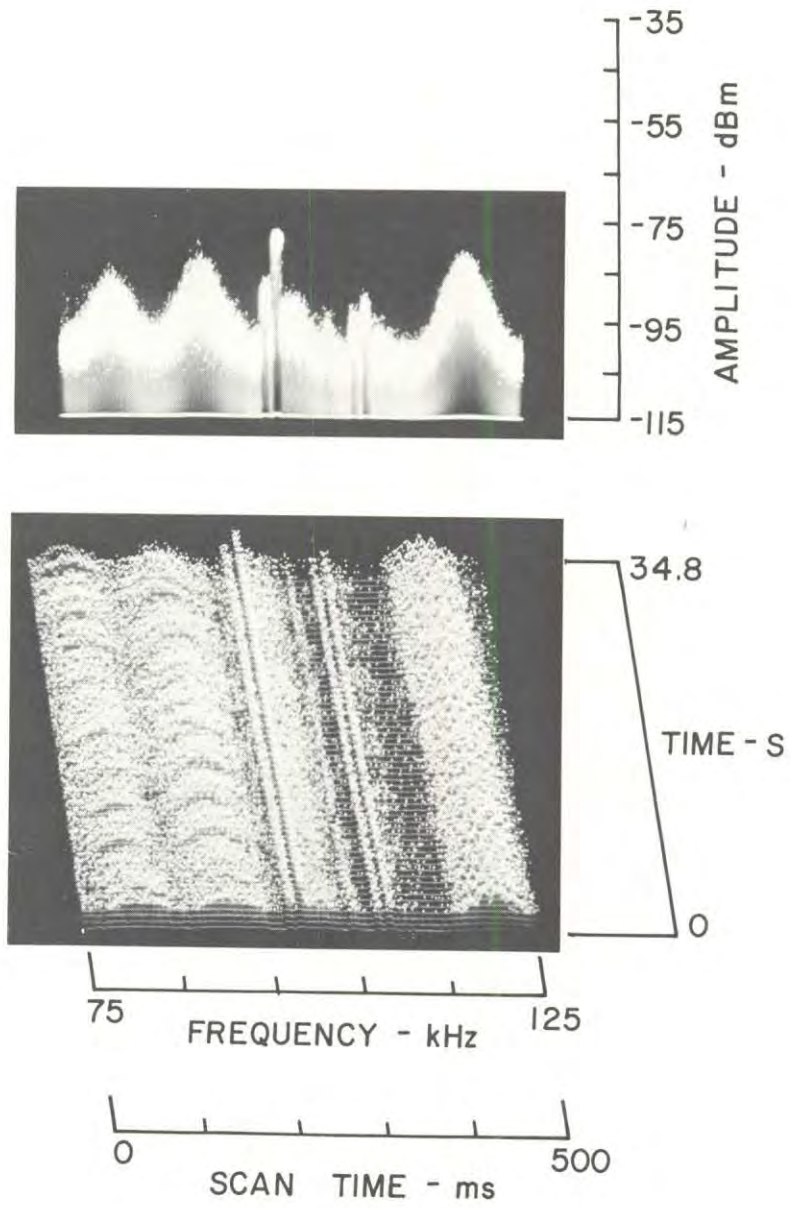 -35
-55
-75
-95
-115
AMPLITUDE - dBm
34.8
TIME - S
0
75
125
FREQUENCY - kHz
0
500
SCAN TIME - ms